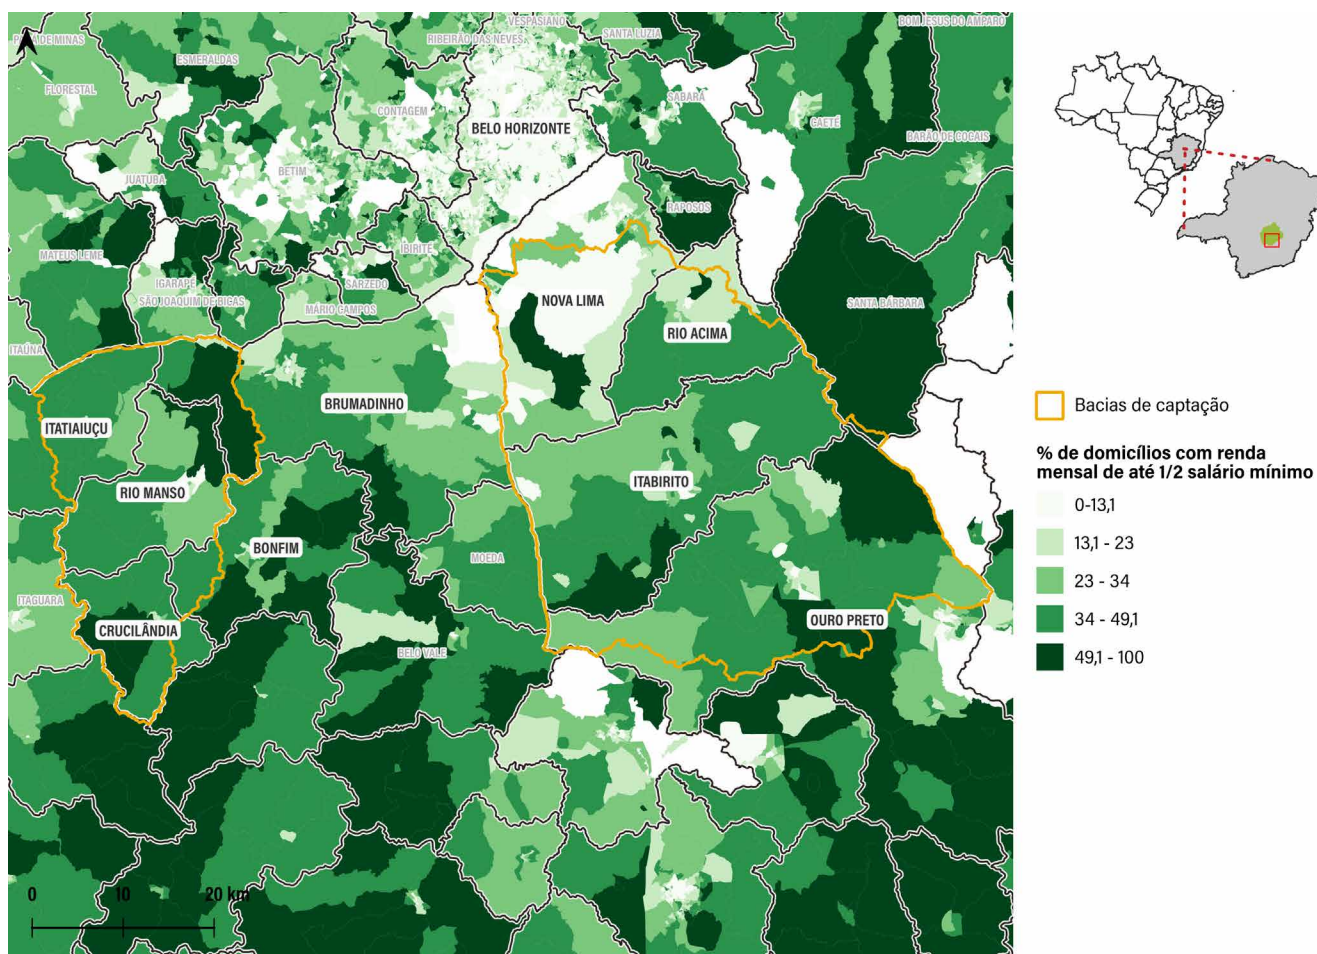 VESPASIANO
BOM JESUS DO AMPARO
RIBEIRÃO DAS NEVES
SANTA LUZIA
DE MINAS
ESMERALDAS
FLORESTAL
SABARÁ
CONTAGEM
BELO HORIZONTE
CAETÉ
BARÃO DE COCAIS
BETIM
JUATUBA
RAPOSOS
MATEUS LEME
IBIRITÉ
IGARAPÉ
SARZEDO
SÃO JOAQUIM DE BICAS
MÁRIO CAMPOS
NOVA LIMA
SANTA BÁRBARA
RIO ACIMA
ITAÚNA
BRUMADINHO
ITATIAIUÇU
ITABIRITO
RIO MANSO
BONFIM
MOEDA
ITAGUARA
CRUCILÂNDIA
OURO PRETO
BELO VALE
0 10 20 km
Bacias de captação
% de domicílios com renda
mensal de até 1/2 salário mínimo
0-13,1
13,1 - 23
23 - 34
34 - 49,1
49,1 - 100